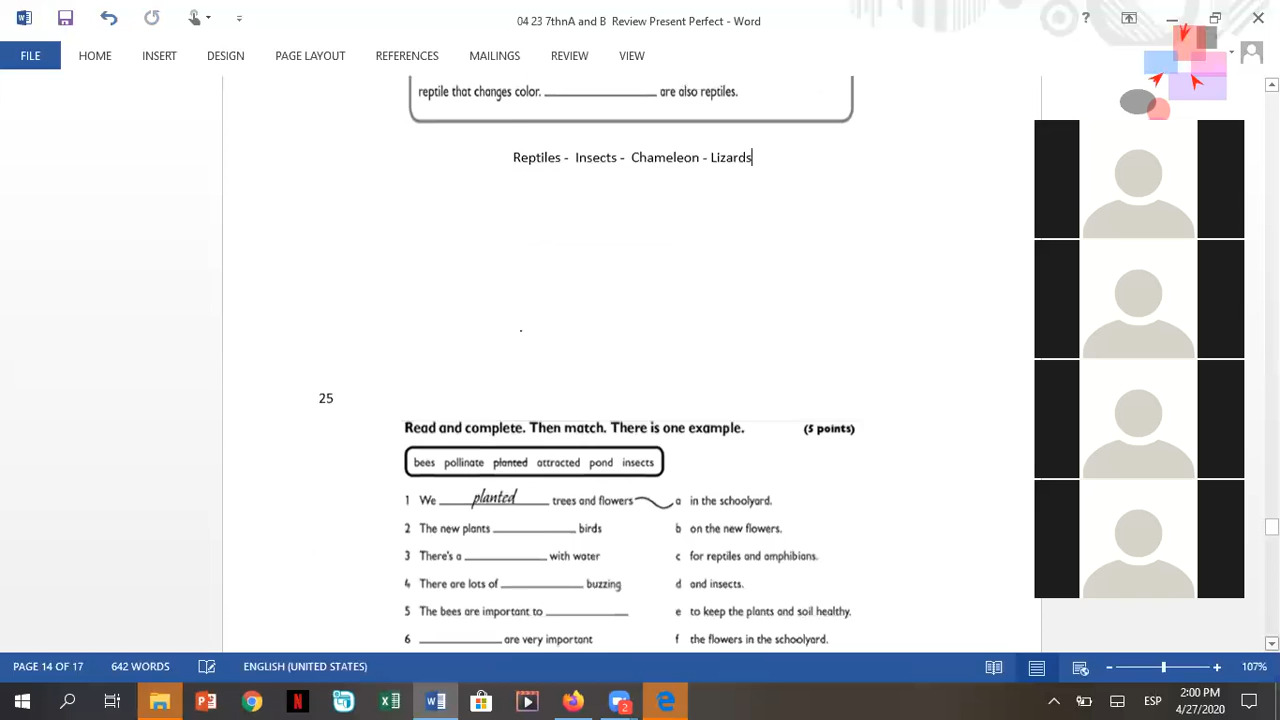 04 23 7thnA and B Review Present Perfect - Word
?
FILE HOME INSERT DESIGN PAGE LAYOUT REFERENCES MAILINGS REVIEW VIEW
reptile that changes color. ____________ are also reptiles.
Reptiles - Insects - Chameleon - Lizards
.
25
Read and complete. Then match. There is one example. (5 points)
bees pollinate planted attracted pond insects
1 We planted trees and flowers a in the schoolyard.
2 The new plants ____________ birds b on the new flowers.
3 There's a ____________ with water c for reptiles and amphibians.
4 There are lots of ____________ buzzing d and insects.
5 The bees are important to ____________ e to keep the plants and soil healthy.
6 ____________ are very important f the flowers in the schoolyard.
PAGE 14 OF 17 642 WORDS ENGLISH (UNITED STATES) 107%
2 ESP 2:00 PM
4/27/2020